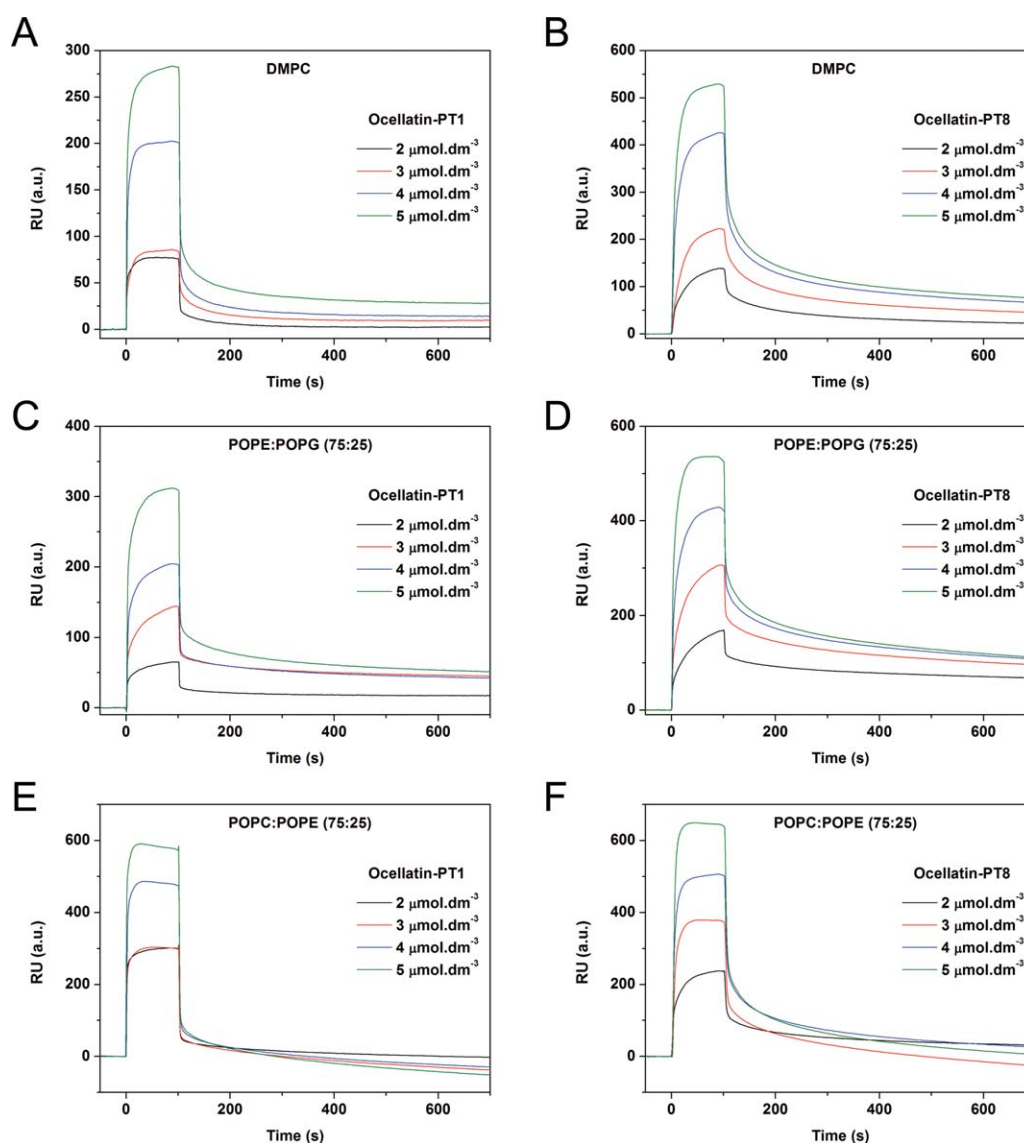 A
DMPC
Ocellatin-PT1
2 μmol.dm⁻³
3 μmol.dm⁻³
4 μmol.dm⁻³
5 μmol.dm⁻³
300
250
200
150
100
50
0
RU (a.u.)
0 200 400 600
Time (s)
B
DMPC
Ocellatin-PT8
2 μmol.dm⁻³
3 μmol.dm⁻³
4 μmol.dm⁻³
5 μmol.dm⁻³
600
500
400
300
200
100
0
RU (a.u.)
0 200 400 600
Time (s)
C
POPE:POPG (75:25)
Ocellatin-PT1
2 μmol.dm⁻³
3 μmol.dm⁻³
4 μmol.dm⁻³
5 μmol.dm⁻³
400
300
200
100
0
RU (a.u.)
0 200 400 600
Time (s)
D
POPE:POPG (75:25)
Ocellatin-PT8
2 μmol.dm⁻³
3 μmol.dm⁻³
4 μmol.dm⁻³
5 μmol.dm⁻³
600
400
200
0
RU (a.u.)
0 200 400 600
Time (s)
E
POPC:POPE (75:25)
Ocellatin-PT1
2 μmol.dm⁻³
3 μmol.dm⁻³
4 μmol.dm⁻³
5 μmol.dm⁻³
600
400
200
0
RU (a.u.)
0 200 400 600
Time (s)
F
POPC:POPE (75:25)
Ocellatin-PT8
2 μmol.dm⁻³
3 μmol.dm⁻³
4 μmol.dm⁻³
5 μmol.dm⁻³
600
400
200
0
RU (a.u.)
0 200 400 600
Time (s)